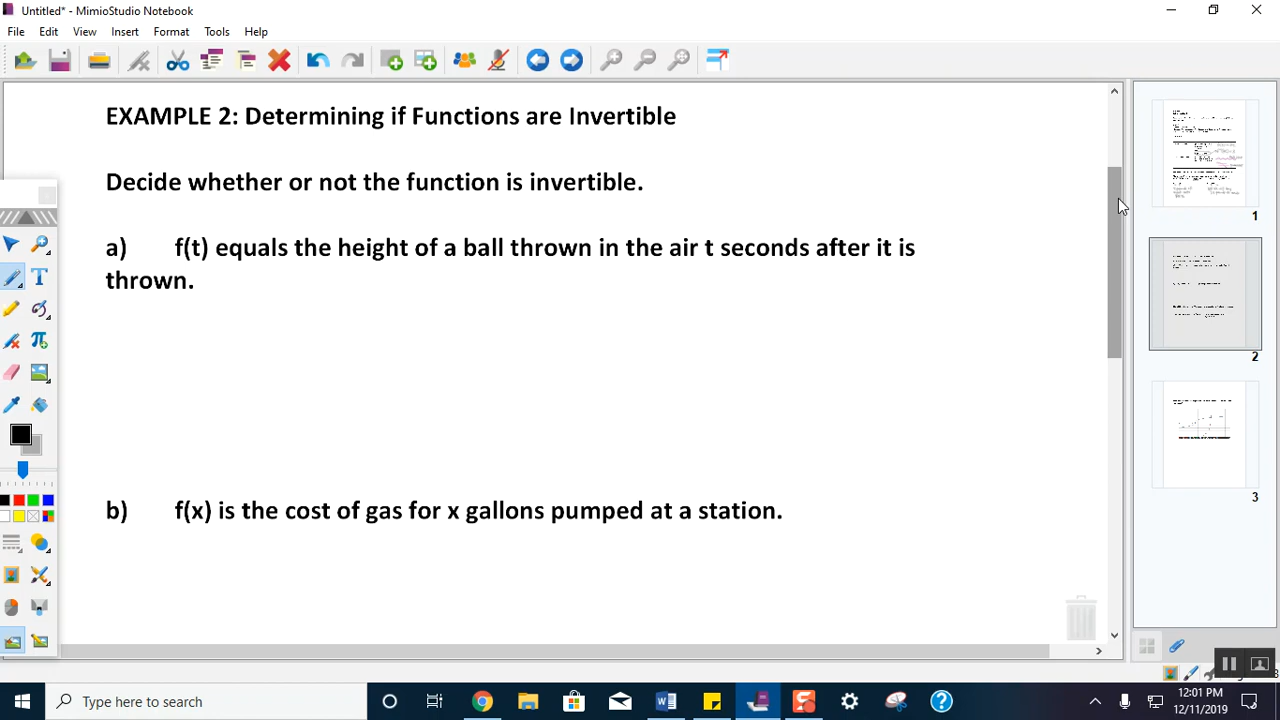 Untitled* - MimioStudio Notebook
File Edit View Insert Format Tools Help
EXAMPLE 2: Determining if Functions are Invertible
Decide whether or not the function is invertible.
a) f(t) equals the height of a ball thrown in the air t seconds after it is
thrown.
b) f(x) is the cost of gas for x gallons pumped at a station.
1
2
3
Type here to search
12:01 PM
12/11/2019